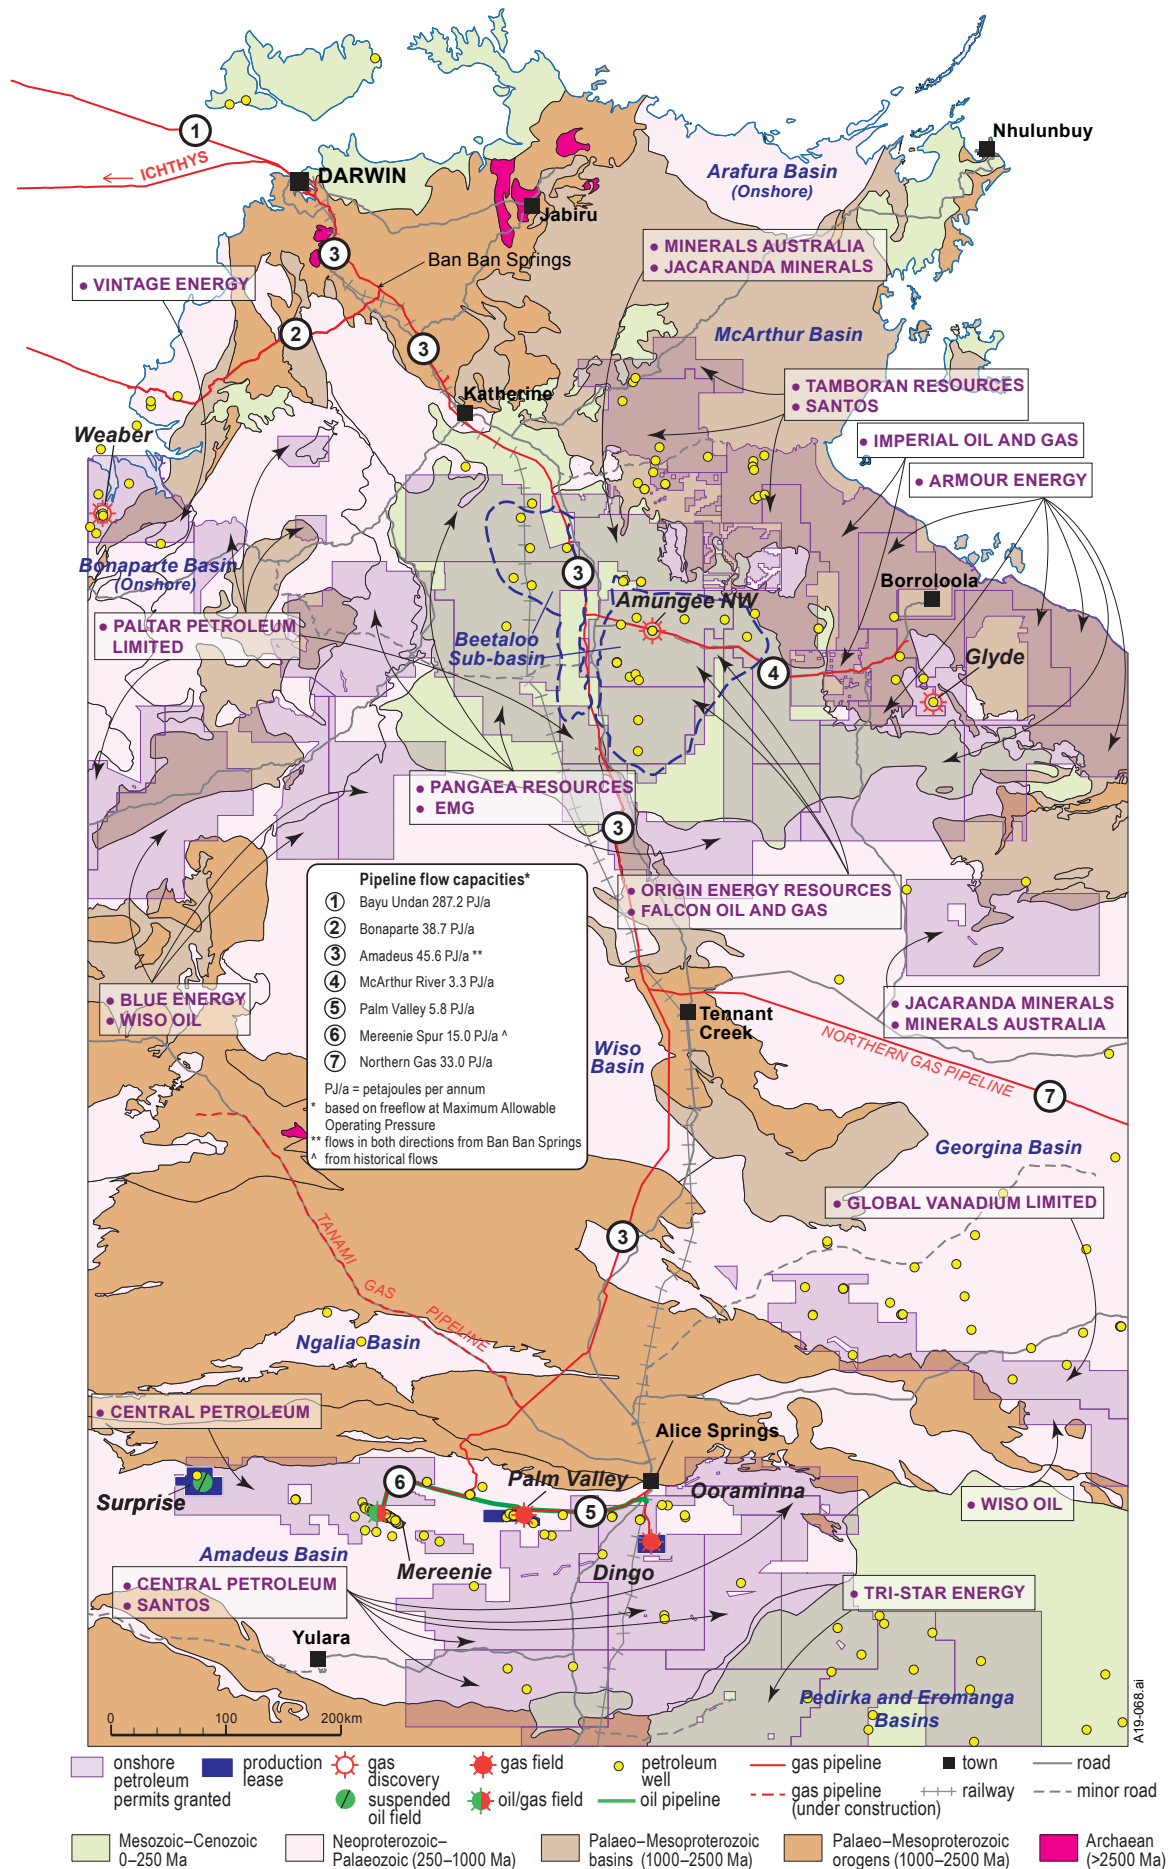 Nhulunbuy
1
ICHTHYS
DARWIN
Arafura Basin
(Onshore)
Jabiru
• MINERALS AUSTRALIA
• JACARANDA MINERALS
3
Ban Ban Springs
• VINTAGE ENERGY
2
3
McArthur Basin
• TAMBORAN RESOURCES
• SANTOS
Katherine
Weaber
• IMPERIAL OIL AND GAS
• ARMOUR ENERGY
Bonaparte Basin
(Onshore)
3
Borroloola
Amungee NW
• PALTAR PETROLEUM
LIMITED
Beetaloo
Sub-basin
Glyde
4
• PANGAEA RESOURCES
• EMG
3
• ORIGIN ENERGY RESOURCES
• FALCON OIL AND GAS
Pipeline flow capacities*
1 Bayu Undan 287.2 PJ/a
2 Bonaparte 38.7 PJ/a
3 Amadeus 45.6 PJ/a **
4 McArthur River 3.3 PJ/a
5 Palm Valley 5.8 PJ/a
6 Mereenie Spur 15.0 PJ/a ^
7 Northern Gas 33.0 PJ/a
PJ/a = petajoules per annum
* based on freeflow at Maximum Allowable
Operating Pressure
** flows in both directions from Ban Ban Springs
^ from historical flows
• BLUE ENERGY
• WISO OIL
• JACARANDA MINERALS
• MINERALS AUSTRALIA
Tennant
Creek
Wiso
Basin
NORTHERN GAS PIPELINE
7
Georgina Basin
• GLOBAL VANADIUM LIMITED
3
TANAMI GAS PIPELINE
Ngalia Basin
• CENTRAL PETROLEUM
Alice Springs
6
Palm Valley
Ooraminna
Surprise
5
• WISO OIL
Amadeus Basin
Mereenie
Dingo
• CENTRAL PETROLEUM
• SANTOS
• TRI-STAR ENERGY
Yulara
Pedirka and Eromanga
Basins
0 100 200km
A19-068.ai
onshore
petroleum
permits granted
production
lease
gas
discovery
suspended
oil field
gas field
oil/gas field
petroleum
well
oil pipeline
gas pipeline
gas pipeline
(under construction)
town
railway
road
minor road
Mesozoic–Cenozoic
0–250 Ma
Neoproterozoic–
Palaeozoic (250–1000 Ma)
Palaeo–Mesoproterozoic
basins (1000–2500 Ma)
Palaeo–Mesoproterozoic
orogens (1000–2500 Ma)
Archaean
(>2500 Ma)